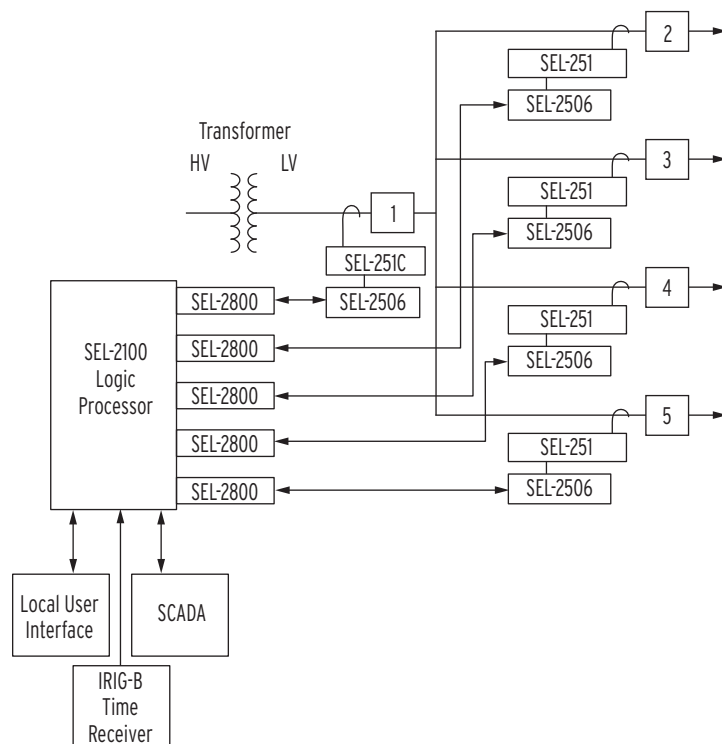 2
SEL-251
SEL-2506
Transformer
HV
LV
3
SEL-251
1
SEL-2506
SEL-251C
SEL-2800
SEL-2506
4
SEL-251
SEL-2100
Logic
Processor
SEL-2800
SEL-2506
SEL-2800
5
SEL-2800
SEL-251
SEL-2800
SEL-2506
Local User
Interface
SCADA
IRIG-B
Time
Receiver